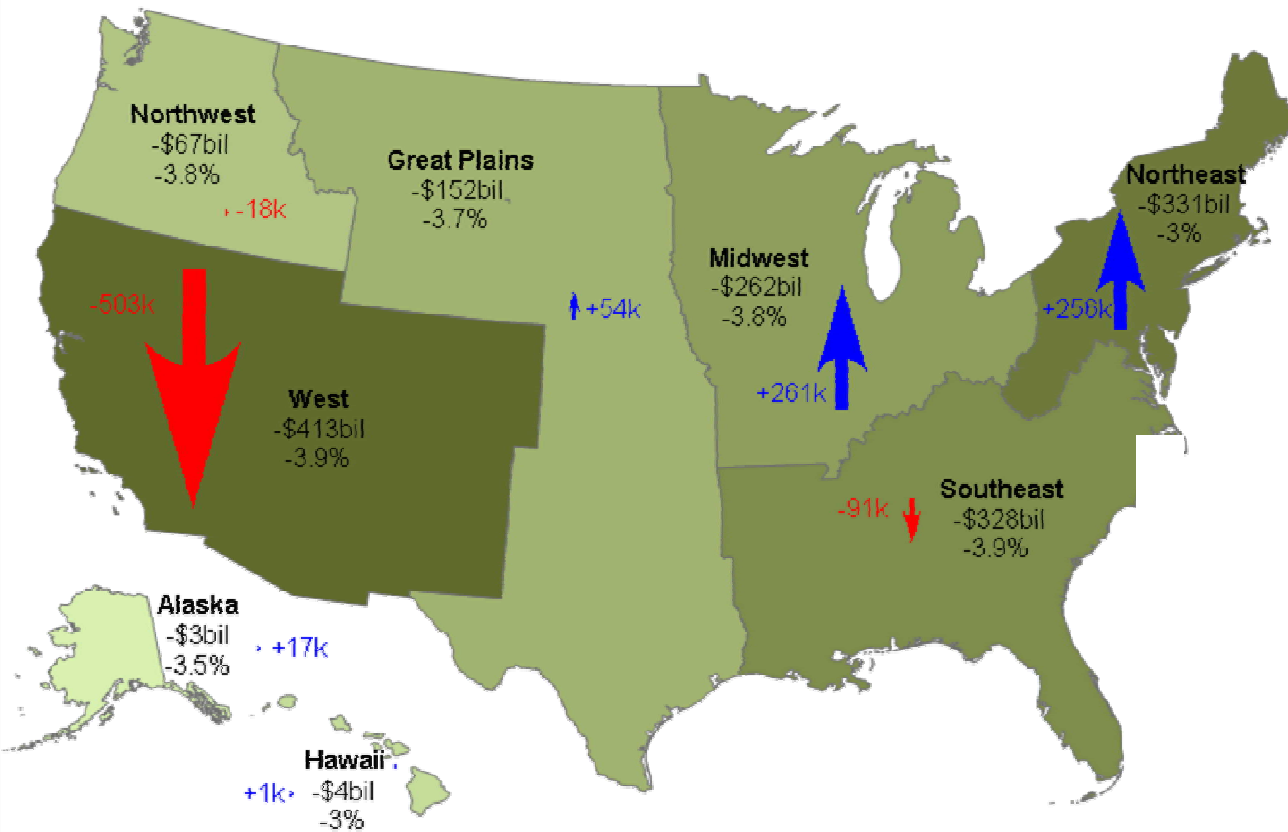 Northwest
-$67bil
-3.8%
-18k
Great Plains
-$152bil
-3.7%
+54k
Midwest
-$262bil
-3.8%
+261k
Northeast
-$331bil
-3%
+256k
-503k
West
-$413bil
-3.9%
-91k
Southeast
-$328bil
-3.9%
Alaska
-$3bil
-3.5%
+17k
Hawaii
-$4bil
-3%
+1k